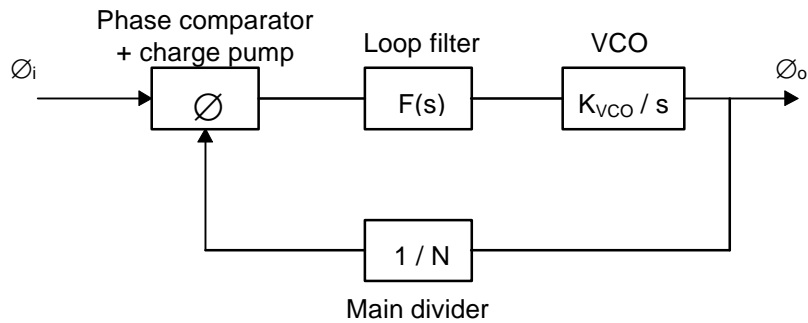 Phase comparator
+ charge pump
Loop filter
VCO
∅i
∅o
∅
F(s)
KVCO / s
1 / N
Main divider